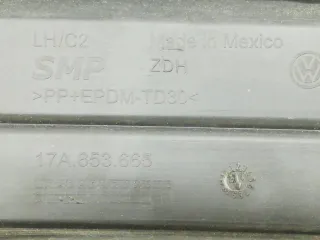 LH/C2 Made in Mexico
SMP ZDH
>PP+EPDM-TD30<
17A.853.665